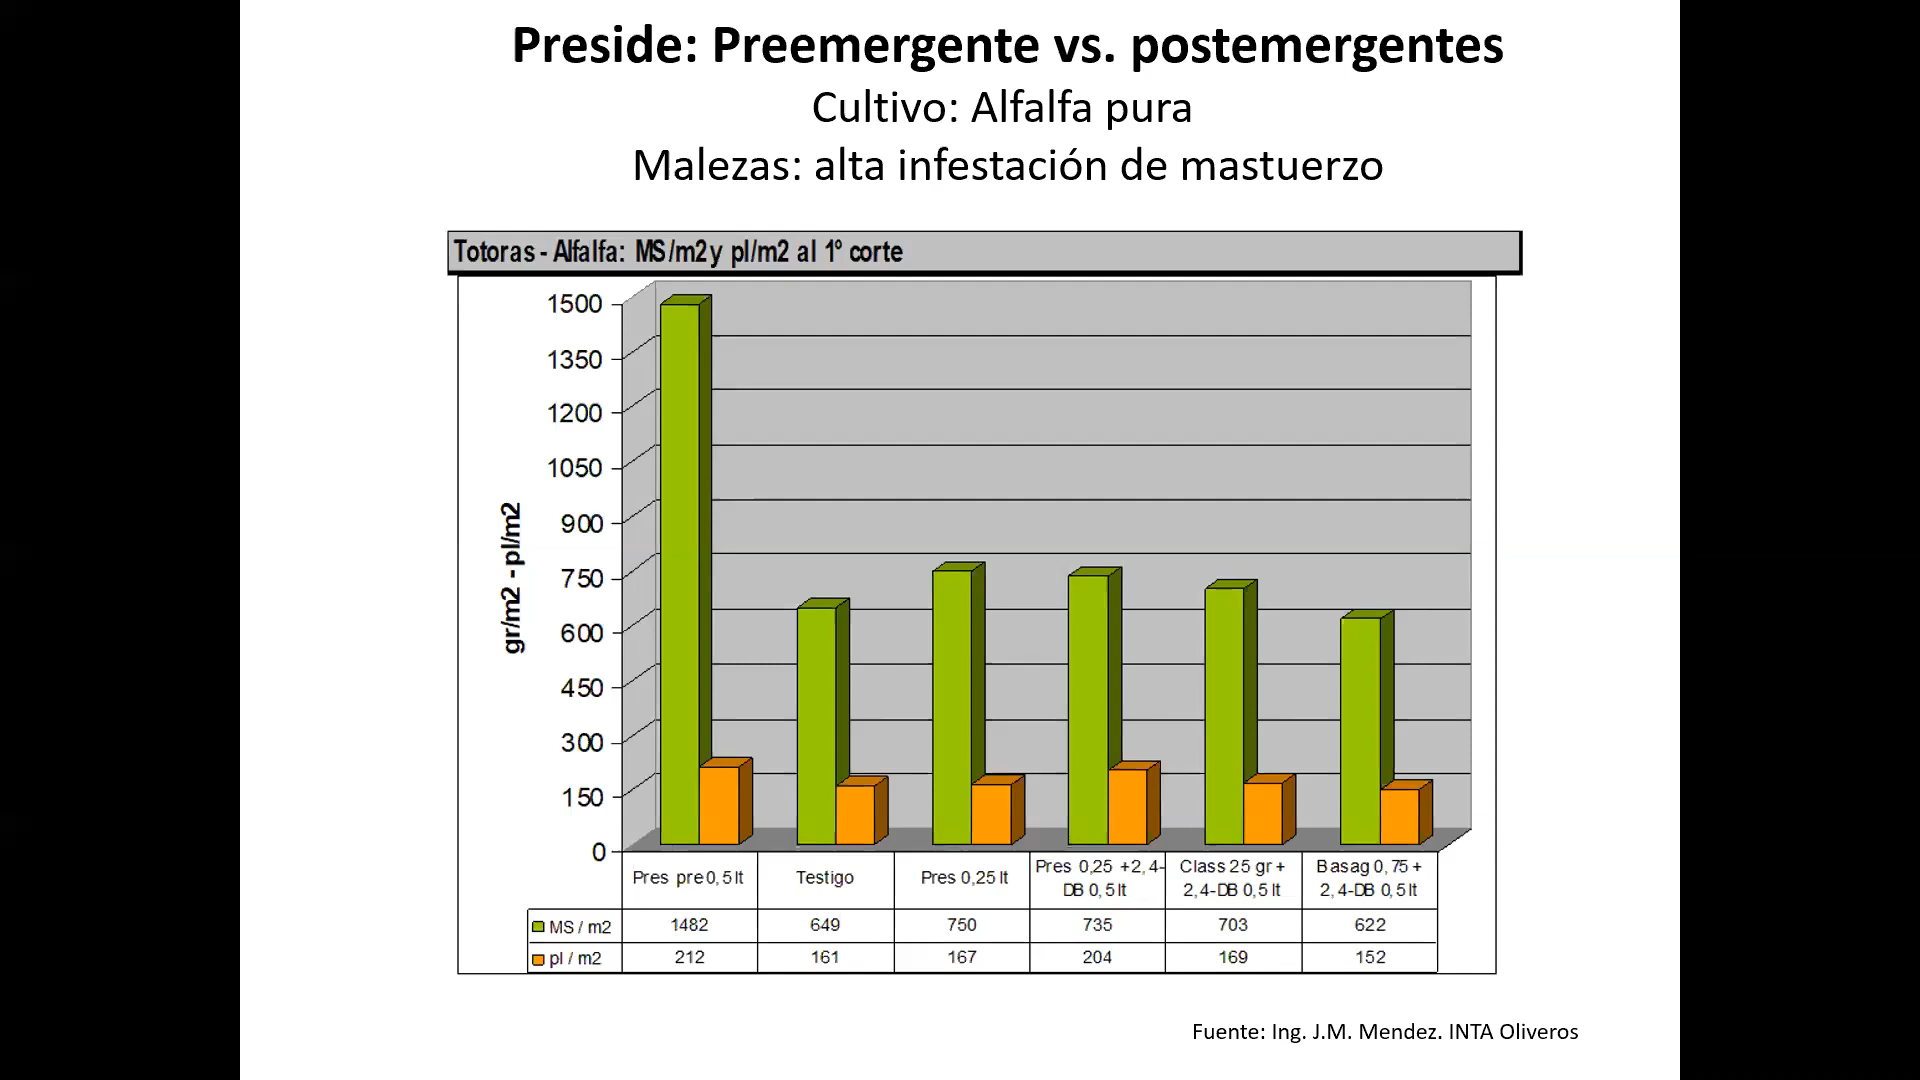 Preside: Preemergente vs. postemergentes
Cultivo: Alfalfa pura
Malezas: alta infestación de mastuerzo
Totoras - Alfalfa: MS/m2 y pl/m2 al 1º corte
gr/m2 - pl/m2
1500
1350
1200
1050
900
750
600
450
300
150
0
Pres pre 0,5 lt
Testigo
Pres 0,25 lt
Pres 0,25 +2,4-
DB 0,5 lt
Class 25 gr +
2,4-DB 0,5 lt
Basag 0,75 +
2,4-DB 0,5 lt
MS / m2 1482 649 750 735 703 622
pl / m2 212 161 167 204 169 152
Fuente: Ing. J.M. Mendez. INTA Oliveros